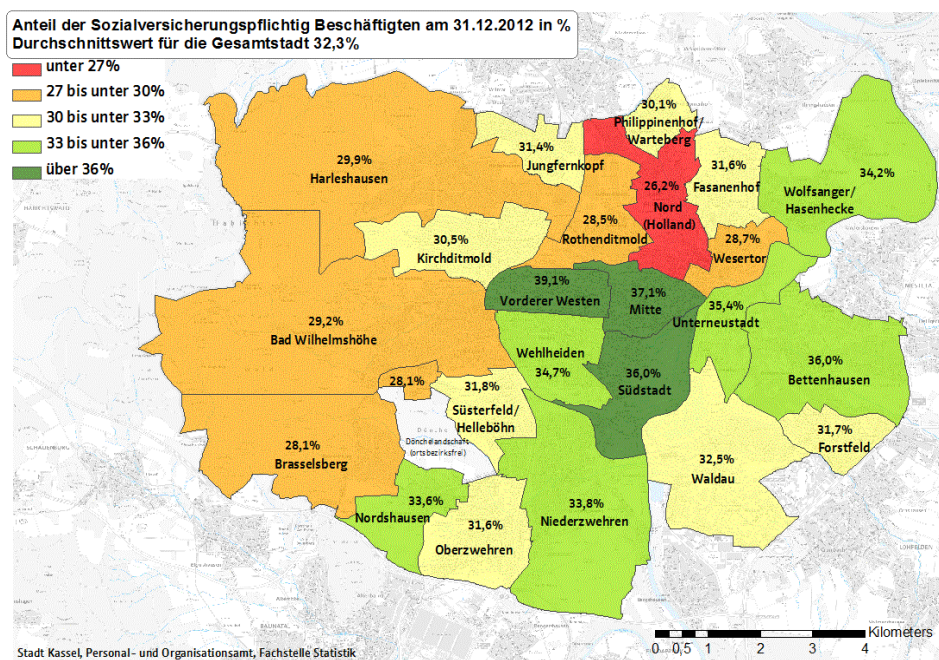 Anteil der Sozialversicherungspflichtig Beschäftigten am 31.12.2012 in %
Durchschnittswert für die Gesamtstadt 32,3%
unter 27%
27 bis unter 30%
30 bis unter 33%
33 bis unter 36%
über 36%
30,1%
Philippinenhof/
Warteberg
31,4%
Jungfernkopf
29,9%
Harleshausen
26,2%
Nord
(Holland)
31,6%
Fasanenhof
34,2%
Wolfsanger/
Hasenhecke
28,5%
Rothenditmold
30,5%
Kirchditmold
28,7%
Wesertor
39,1%
Vorderer Westen
37,1%
Mitte
35,4%
Unterneustadt
29,2%
Bad Wilhelmshöhe
Wehlheiden
34,7%
36,0%
Südstadt
36,0%
Bettenhausen
28,1%
31,8%
Süsterfeld/
Helleböhn
Dönche
Dönchelandschaft
(ortsbezirksfrei)
31,7%
Forstfeld
28,1%
Brasselsberg
32,5%
Waldau
33,6%
Nordshausen
31,6%
Oberzwehren
33,8%
Niederzwehren
Kilometers
0 0,5 1 2 3 4
Stadt Kassel, Personal- und Organisationsamt, Fachstelle Statistik